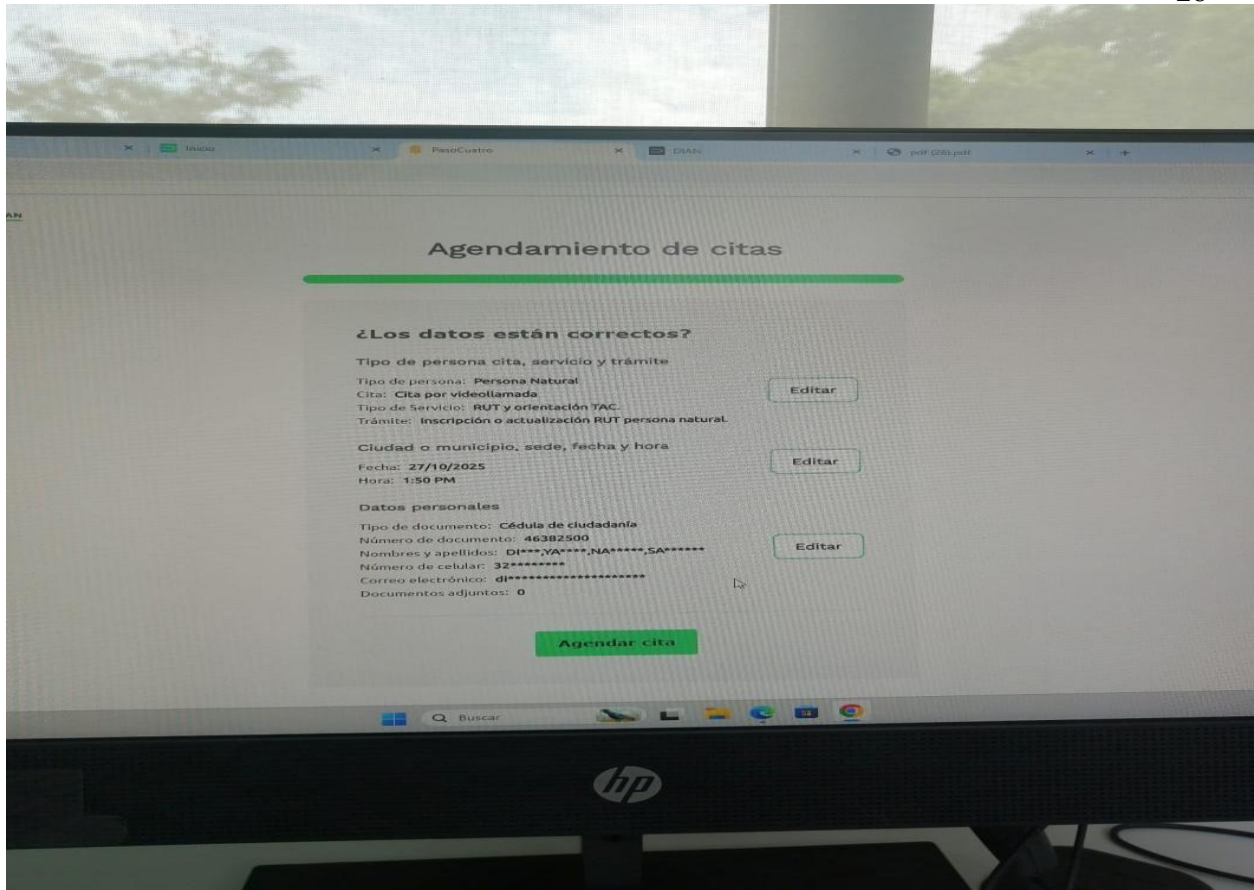 Inicio
PasoCuatro
DIAN
pdf (28).pdf
AN
Agendamiento de citas
¿Los datos están correctos?
Tipo de persona cita, servicio y trámite
Tipo de persona: Persona Natural
Cita: Cita por videollamada
Tipo de Servicio: RUT y orientación TAC.
Trámite: Inscripción o actualización RUT persona natural.
Editar
Ciudad o municipio, sede, fecha y hora
Fecha: 27/10/2025
Hora: 1:50 PM
Editar
Datos personales
Tipo de documento: Cédula de ciudadanía
Número de documento: 46382500
Nombres y apellidos: DI***,YA****,NA*****,SA******
Número de celular: 32********
Correo electrónico: di*********************
Documentos adjuntos: 0
Editar
Agendar cita
Buscar
hp